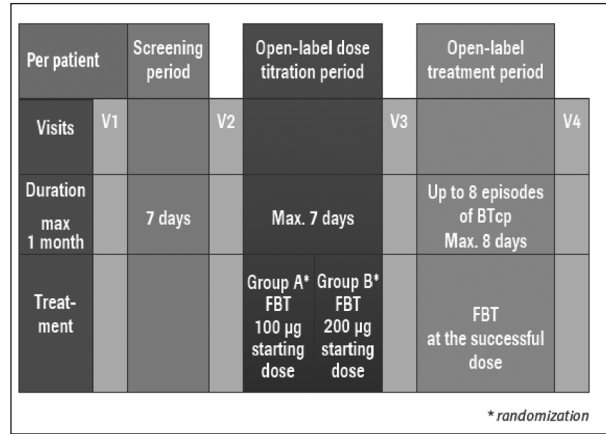 Per patient
Screening
period
Open-label dose
titration period
Open-label
treatment period
Visits
V1
V2
V3
V4
Duration
max
1 month
7 days
Max. 7 days
Up to 8 episodes
of BTcp
Max. 8 days
Treat-
ment
Group A*
FBT
100 µg
starting
dose
Group B*
FBT
200 µg
starting
dose
FBT
at the successful
dose
* randomization